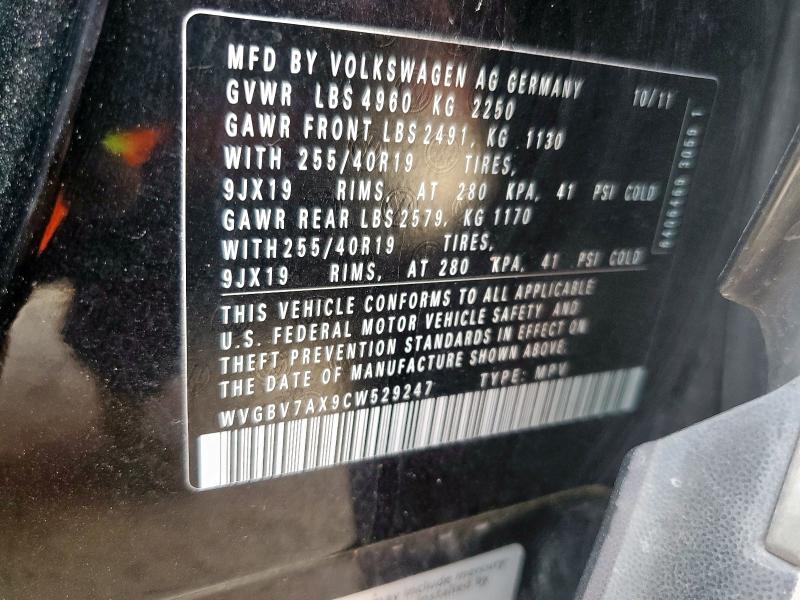 MFD BY VOLKSWAGEN AG GERMANY
10/11
GVWR LBS 4960 KG 2250
GAWR FRONT LBS 2491, KG 1130
WITH 255/40R19 TIRES,
9JX19 RIMS, AT 280 KPA, 41 PSI COLD
GAWR REAR LBS 2579, KG 1170
WITH 255/40R19 TIRES,
9JX19 RIMS, AT 280 KPA, 41 PSI COLD
THIS VEHICLE CONFORMS TO ALL APPLICABLE
U.S. FEDERAL MOTOR VEHICLE SAFETY AND
THEFT PREVENTION STANDARDS IN EFFECT ON
THE DATE OF MANUFACTURE SHOWN ABOVE.
WVGBV7AX9CW529247 TYPE: MPV
include mercury